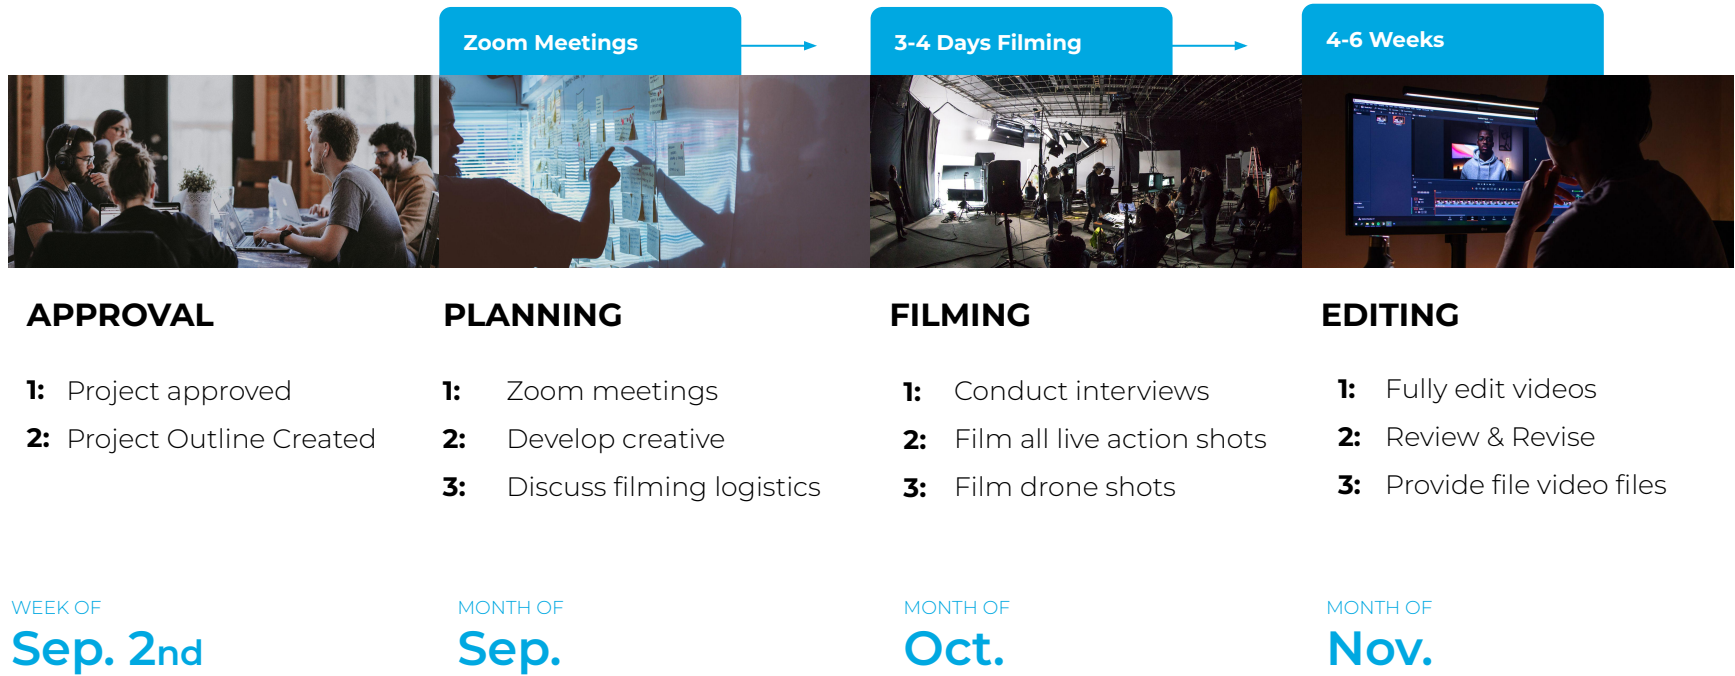 Zoom Meetings
3-4 Days Filming
4-6 Weeks
APPROVAL
1: Project approved
2: Project Outline Created
WEEK OF
Sep. 2nd
PLANNING
1: Zoom meetings
2: Develop creative
3: Discuss filming logistics
MONTH OF
Sep.
FILMING
1: Conduct interviews
2: Film all live action shots
3: Film drone shots
MONTH OF
Oct.
EDITING
1: Fully edit videos
2: Review & Revise
3: Provide file video files
MONTH OF
Nov.